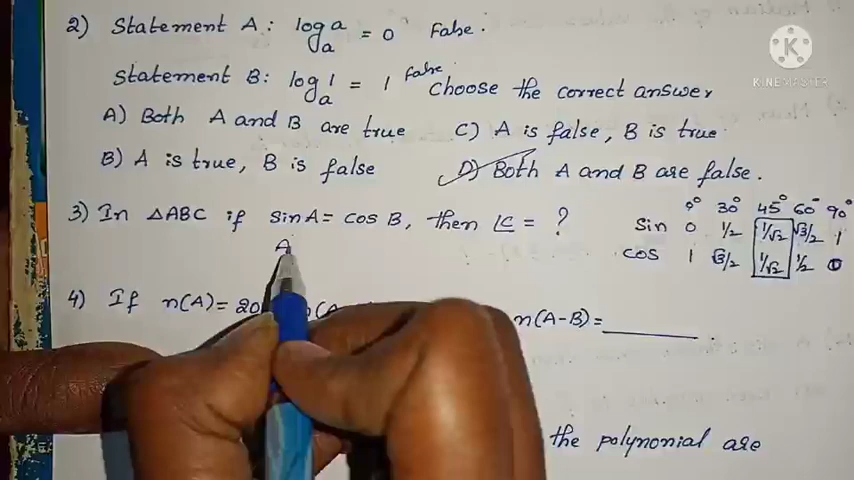 2) Statement A: log_a a = 0 False.
KINEMASTER
Statement B: log_a 1 = 1 false Choose the correct answer
A) Both A and B are true C) A is false, B is true
B) A is true, B is false D) Both A and B are false.
3) In △ABC if sin A = cos B, then ∠C = ?
0° 30° 45° 60° 90°
Sin 0 1/2 1/√2 √3/2 1
cos 1 √3/2 1/√2 1/2 0
A
4) If n(A) = 20 n(A-B) = ______.
the polynonial are